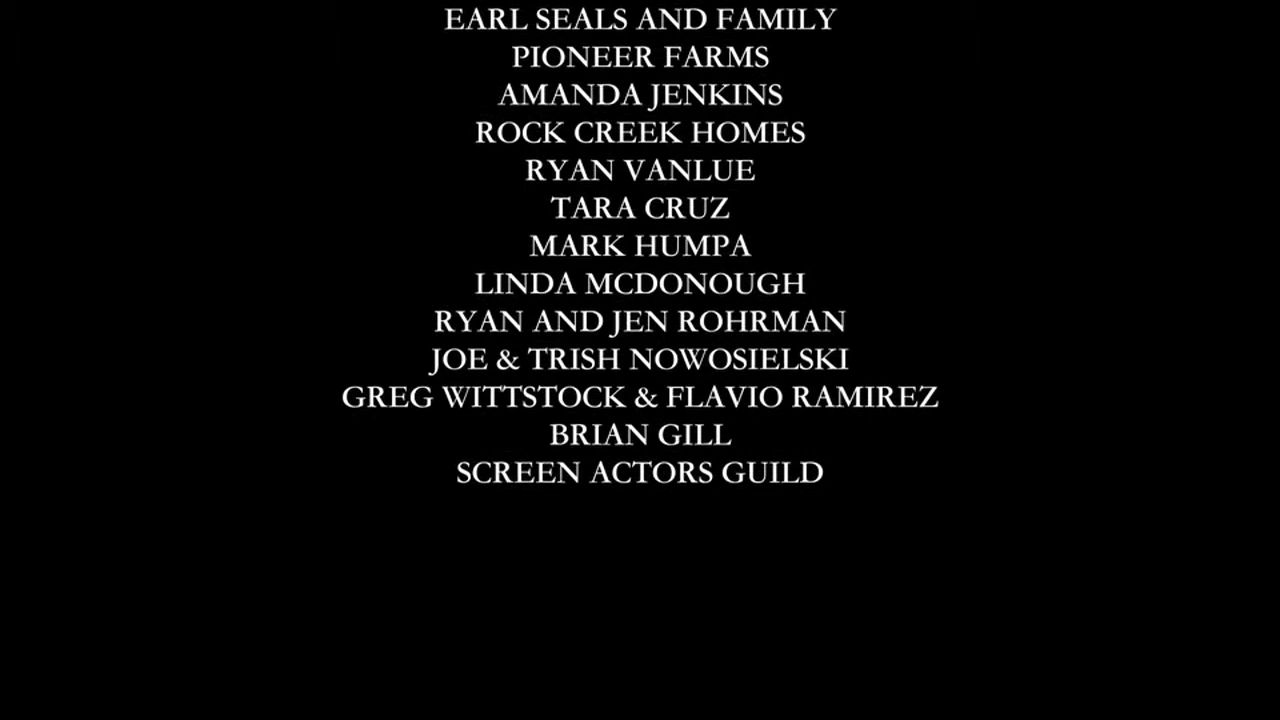 EARL SEALS AND FAMILY
PIONEER FARMS
AMANDA JENKINS
ROCK CREEK HOMES
RYAN VANLUE
TARA CRUZ
MARK HUMPA
LINDA MCDONOUGH
RYAN AND JEN ROHRMAN
JOE & TRISH NOWOSIELSKI
GREG WITTSTOCK & FLAVIO RAMIREZ
BRIAN GILL
SCREEN ACTORS GUILD